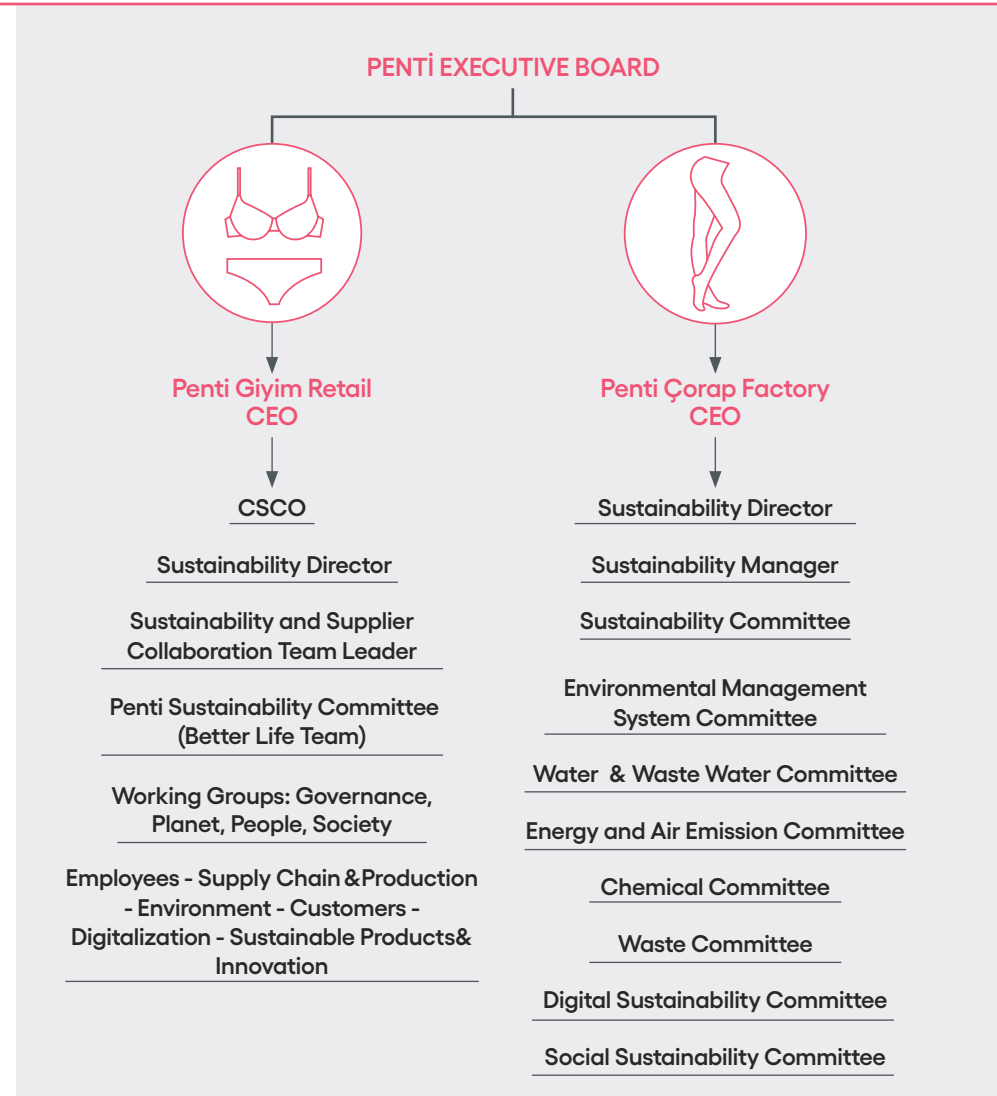 PENTİ EXECUTIVE BOARD
Penti Giyim Retail
CEO
CSCO
Sustainability Director
Sustainability and Supplier
Collaboration Team Leader
Penti Sustainability Committee
(Better Life Team)
Working Groups: Governance,
Planet, People, Society
Employees - Supply Chain &Production
- Environment - Customers -
Digitalization - Sustainable Products&
Innovation
Penti Çorap Factory
CEO
Sustainability Director
Sustainability Manager
Sustainability Committee
Environmental Management
System Committee
Water & Waste Water Committee
Energy and Air Emission Committee
Chemical Committee
Waste Committee
Digital Sustainability Committee
Social Sustainability Committee